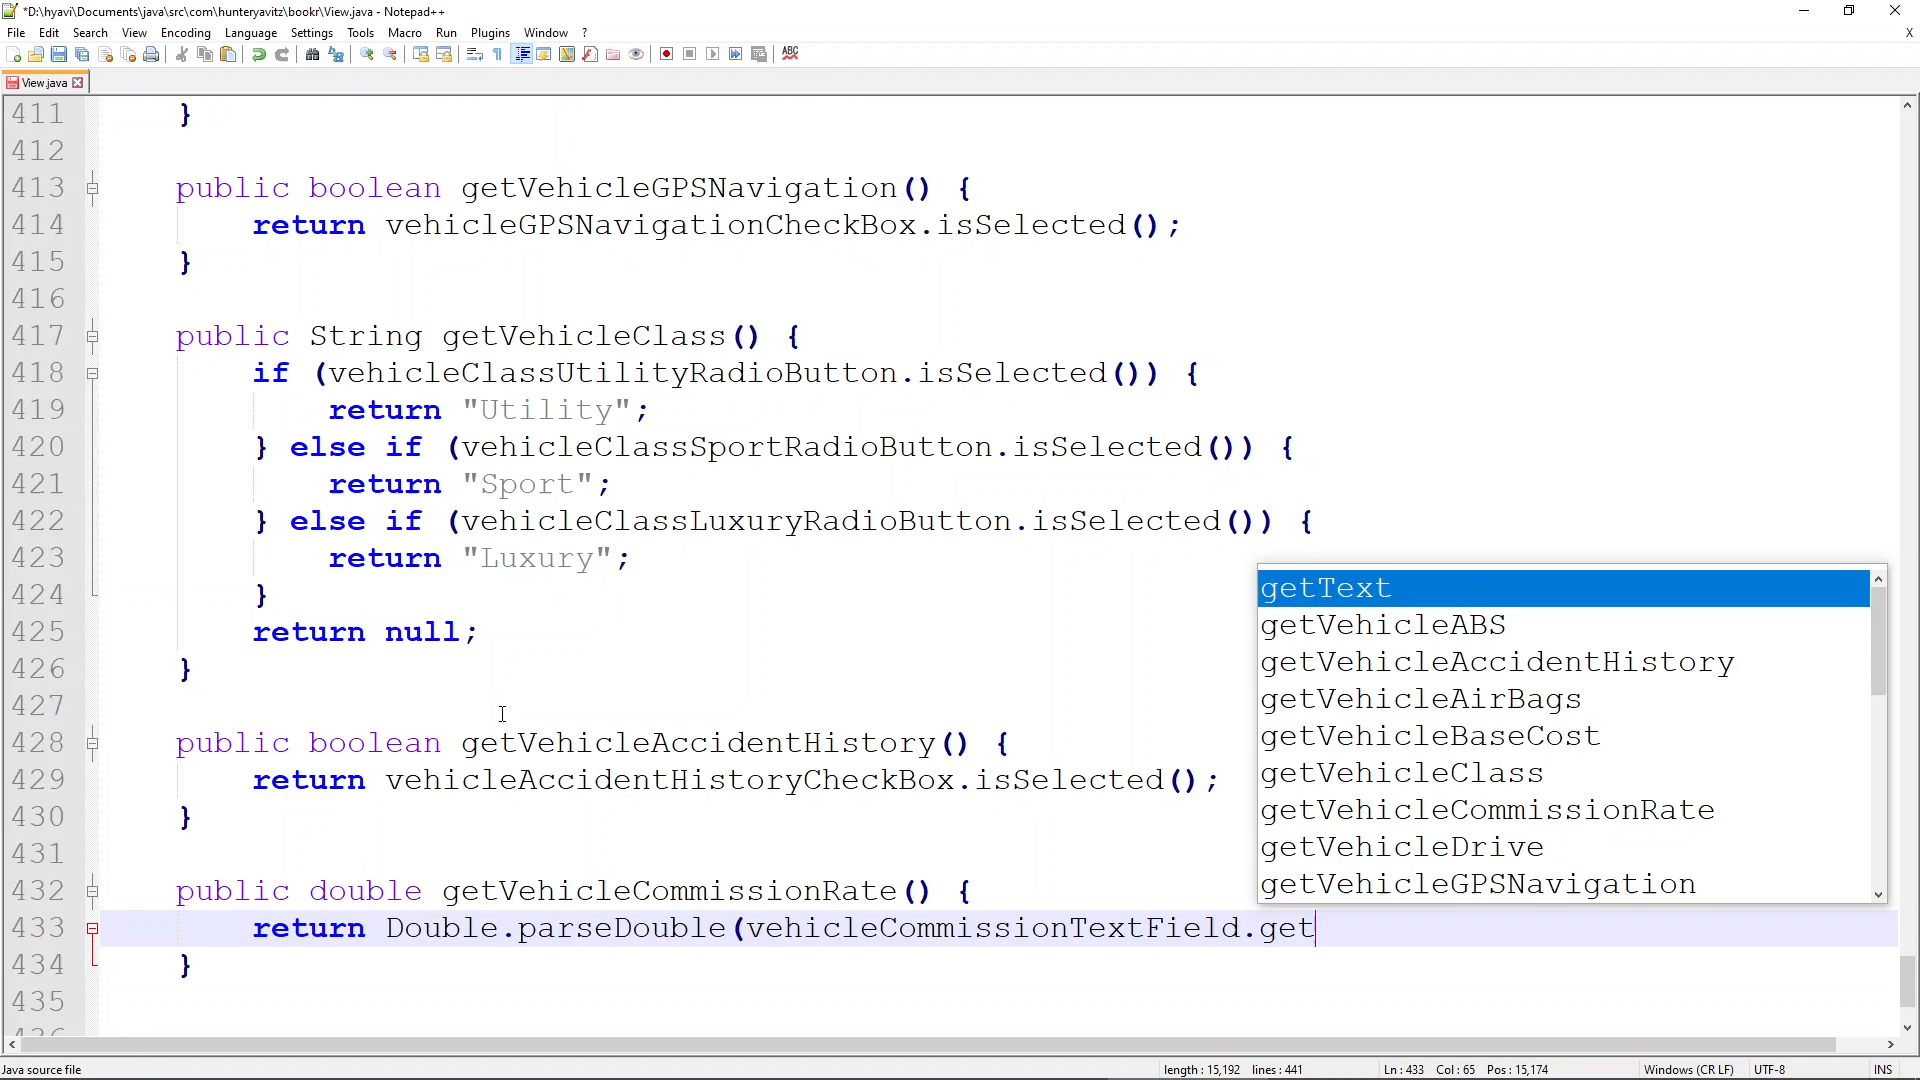 *D:\hyavi\Documents\java\src\com\hunteryavitz\bookr\View.java - Notepad++
File Edit Search View Encoding Language Settings Tools Macro Run Plugins Window ? X
ABC
View.java
411 }
412
413 public boolean getVehicleGPSNavigation() {
414 return vehicleGPSNavigationCheckBox.isSelected();
415 }
416
417 public String getVehicleClass() {
418 if (vehicleClassUtilityRadioButton.isSelected()) {
419 return "Utility";
420 } else if (vehicleClassSportRadioButton.isSelected()) {
421 return "Sport";
422 } else if (vehicleClassLuxuryRadioButton.isSelected()) {
423 return "Luxury";
424 }
425 return null;
426 }
427
428 public boolean getVehicleAccidentHistory() {
429 return vehicleAccidentHistoryCheckBox.isSelected();
430 }
431
432 public double getVehicleCommissionRate() {
433 return Double.parseDouble(vehicleCommissionTextField.get
434 }
435
getText
getVehicleABS
getVehicleAccidentHistory
getVehicleAirBags
getVehicleBaseCost
getVehicleClass
getVehicleCommissionRate
getVehicleDrive
getVehicleGPSNavigation
Java source file length : 15,192 lines : 441 Ln : 433 Col : 65 Pos : 15,174 Windows (CR LF) UTF-8 INS